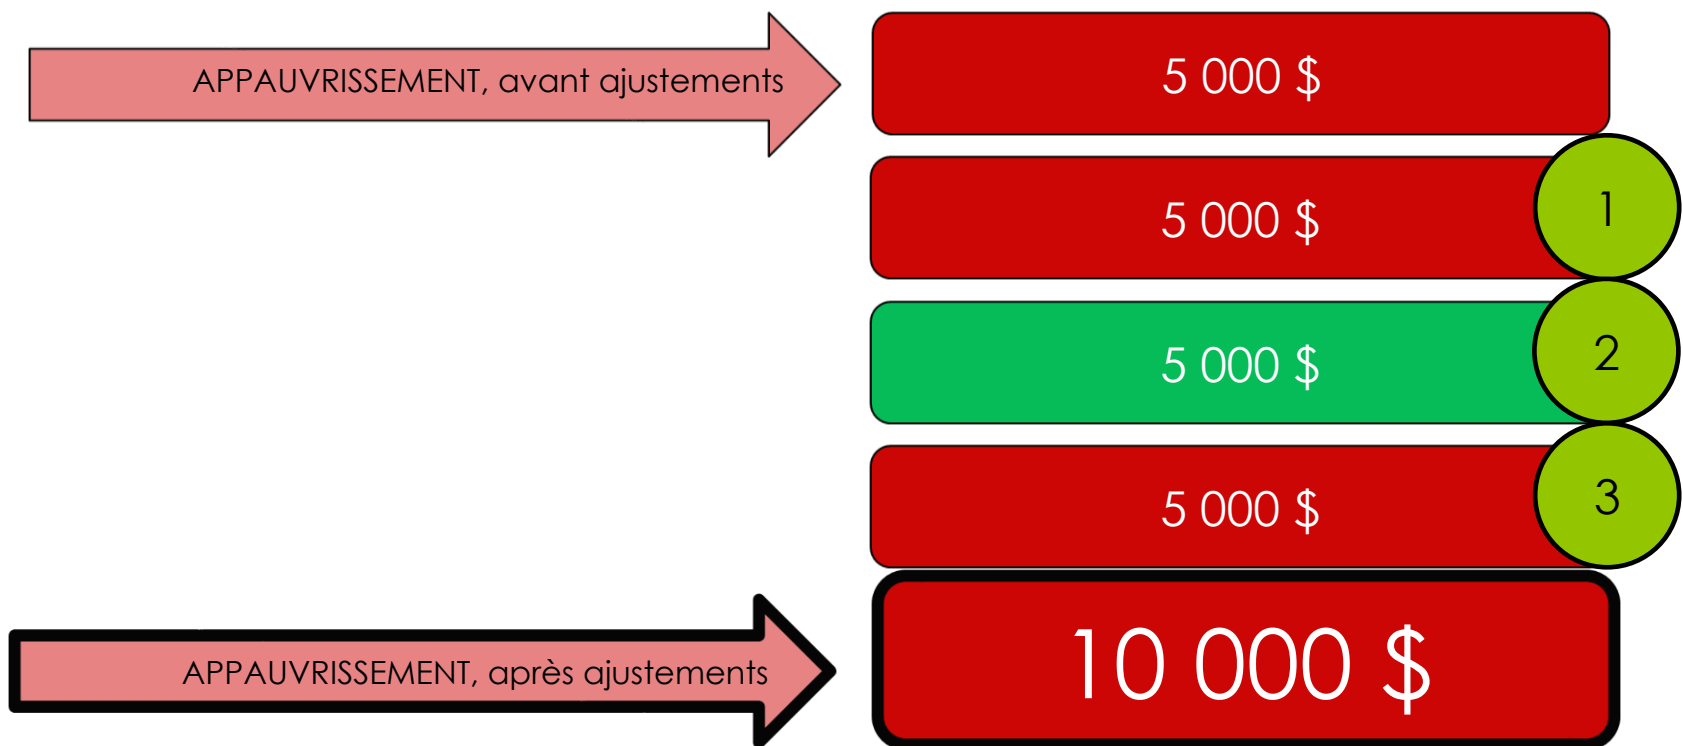 APPAUVRISSEMENT, avant ajustements
5 000 $
5 000 $
1
5 000 $
2
5 000 $
3
APPAUVRISSEMENT, après ajustements
10 000 $